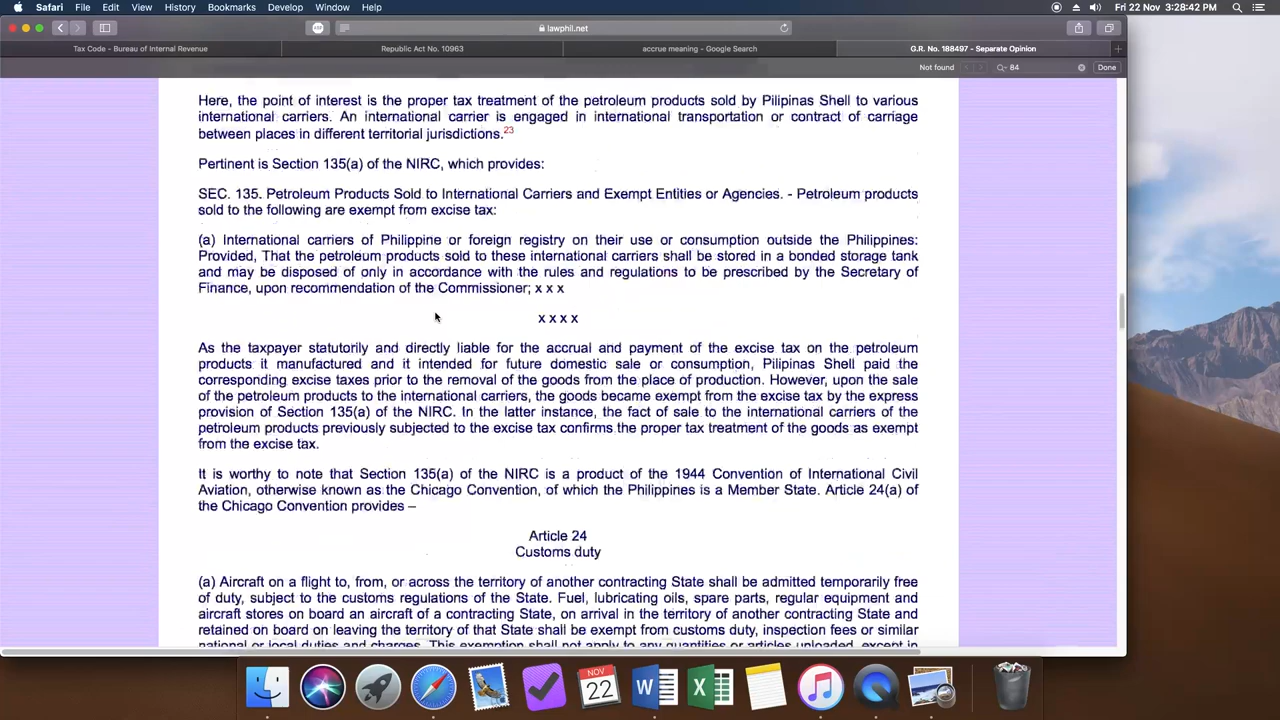 Safari File Edit View History Bookmarks Develop Window Help
Fri 22 Nov 3:28:42 PM
lawphil.net
Tax Code - Bureau of Internal Revenue
Republic Act No. 10963
accrue meaning - Google Search
G.R. No. 188497 - Separate Opinion
Not found
84
Done
Here, the point of interest is the proper tax treatment of the petroleum products sold by Pilipinas Shell to various
international carriers. An international carrier is engaged in international transportation or contract of carriage
between places in different territorial jurisdictions.23
Pertinent is Section 135(a) of the NIRC, which provides:
SEC. 135. Petroleum Products Sold to International Carriers and Exempt Entities or Agencies. - Petroleum products
sold to the following are exempt from excise tax:
(a) International carriers of Philippine or foreign registry on their use or consumption outside the Philippines:
Provided, That the petroleum products sold to these international carriers shall be stored in a bonded storage tank
and may be disposed of only in accordance with the rules and regulations to be prescribed by the Secretary of
Finance, upon recommendation of the Commissioner; x x x
x x x x
As the taxpayer statutorily and directly liable for the accrual and payment of the excise tax on the petroleum
products it manufactured and it intended for future domestic sale or consumption, Pilipinas Shell paid the
corresponding excise taxes prior to the removal of the goods from the place of production. However, upon the sale
of the petroleum products to the international carriers, the goods became exempt from the excise tax by the express
provision of Section 135(a) of the NIRC. In the latter instance, the fact of sale to the international carriers of the
petroleum products previously subjected to the excise tax confirms the proper tax treatment of the goods as exempt
from the excise tax.
It is worthy to note that Section 135(a) of the NIRC is a product of the 1944 Convention of International Civil
Aviation, otherwise known as the Chicago Convention, of which the Philippines is a Member State. Article 24(a) of
the Chicago Convention provides –
Article 24
Customs duty
(a) Aircraft on a flight to, from, or across the territory of another contracting State shall be admitted temporarily free
of duty, subject to the customs regulations of the State. Fuel, lubricating oils, spare parts, regular equipment and
aircraft stores on board an aircraft of a contracting State, on arrival in the territory of another contracting State and
retained on board on leaving the territory of that State shall be exempt from customs duty, inspection fees or similar
national or local duties and charges. This exemption shall not apply to any quantities or articles unloaded, except in
NOV
22